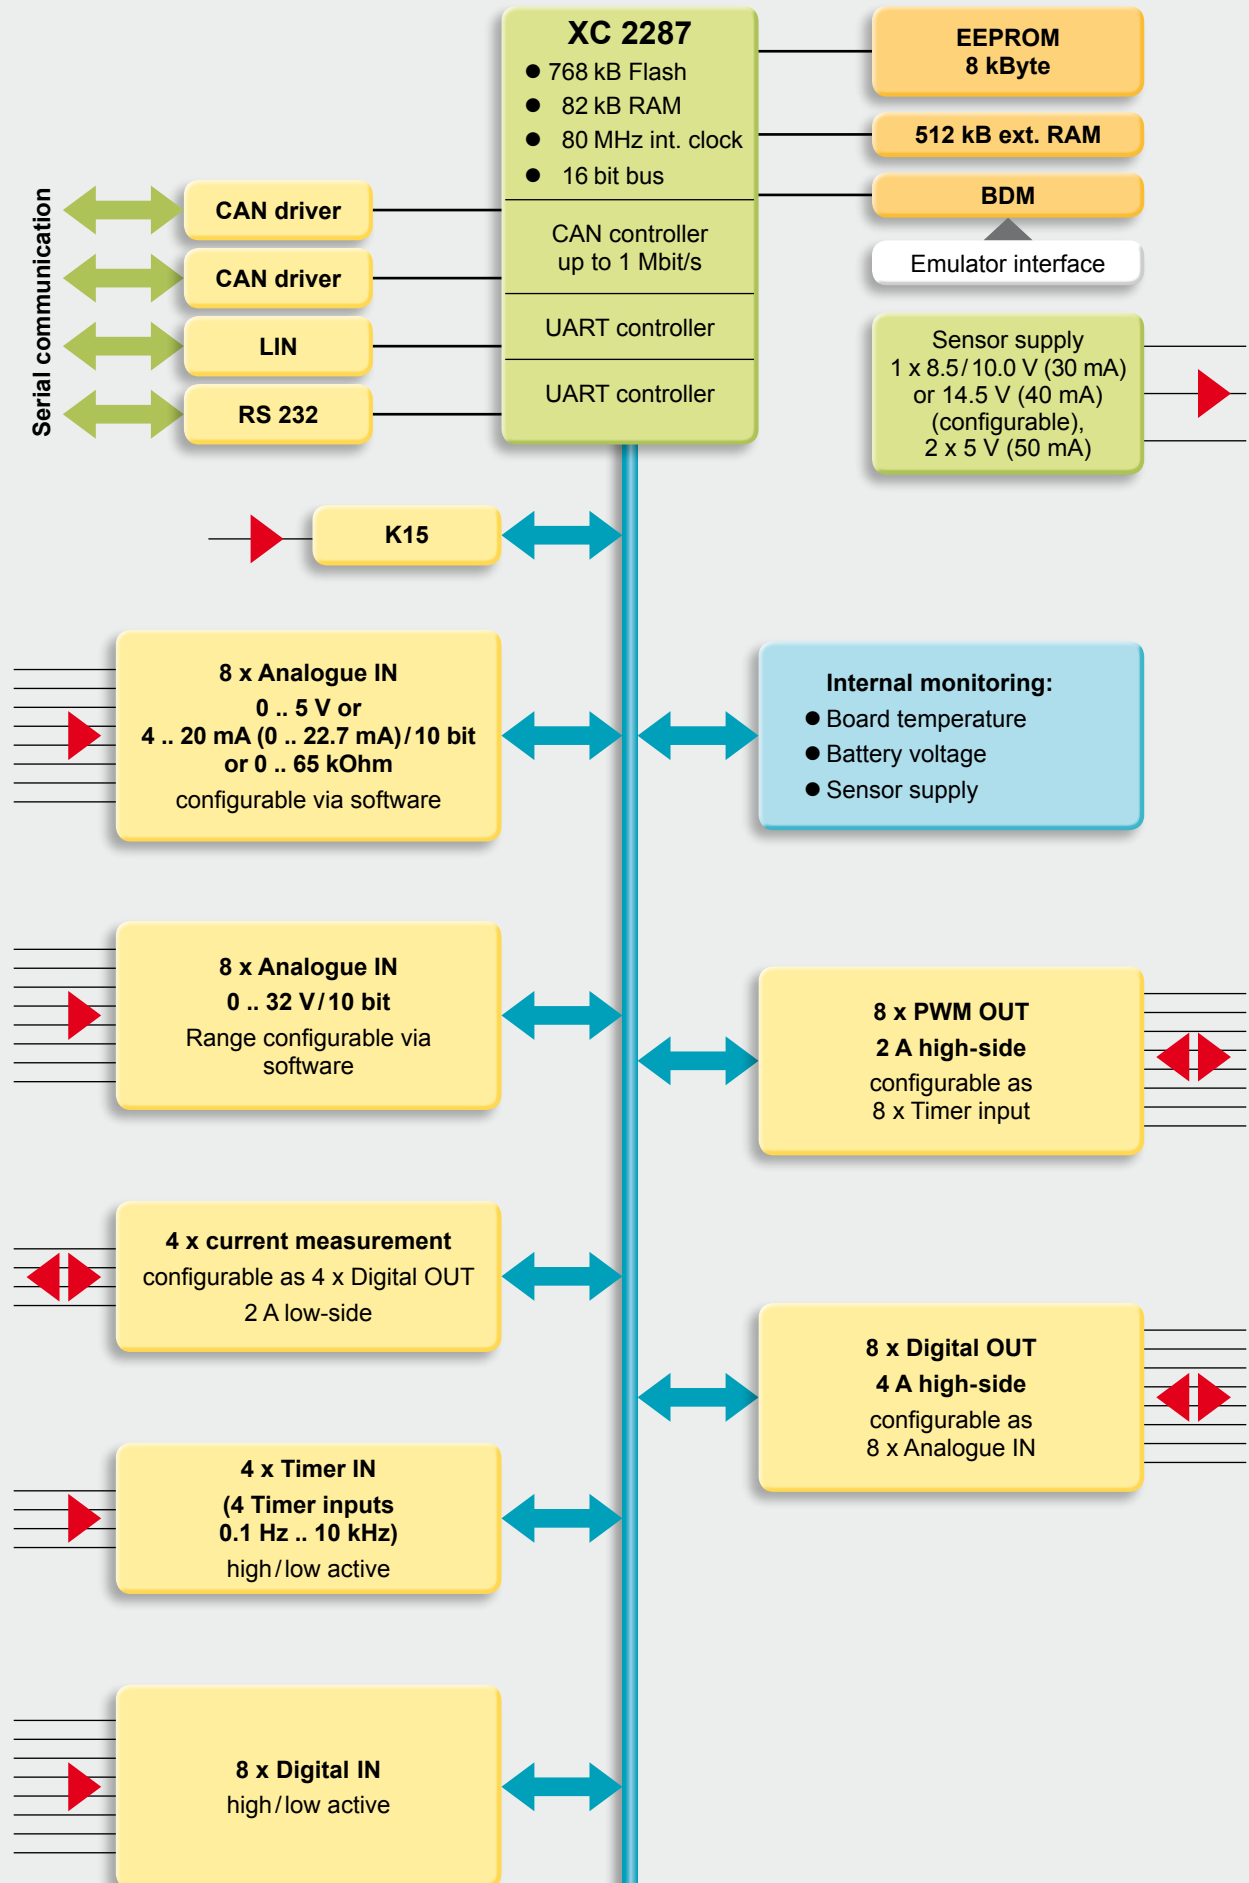 XC 2287
● 768 kB Flash
● 82 kB RAM
● 80 MHz int. clock
● 16 bit bus
CAN controller
up to 1 Mbit/s
UART controller
UART controller
EEPROM
8 kByte
512 kB ext. RAM
BDM
Emulator interface
Serial communication
CAN driver
CAN driver
LIN
RS 232
Sensor supply
1 x 8.5/10.0 V (30 mA)
or 14.5 V (40 mA)
(configurable),
2 x 5 V (50 mA)
K15
8 x Analogue IN
0 .. 5 V or
4 .. 20 mA (0 .. 22.7 mA)/10 bit
or 0 .. 65 kOhm
configurable via software
Internal monitoring:
● Board temperature
● Battery voltage
● Sensor supply
8 x Analogue IN
0 .. 32 V/10 bit
Range configurable via
software
8 x PWM OUT
2 A high-side
configurable as
8 x Timer input
4 x current measurement
configurable as 4 x Digital OUT
2 A low-side
8 x Digital OUT
4 A high-side
configurable as
8 x Analogue IN
4 x Timer IN
(4 Timer inputs
0.1 Hz .. 10 kHz)
high/low active
8 x Digital IN
high/low active